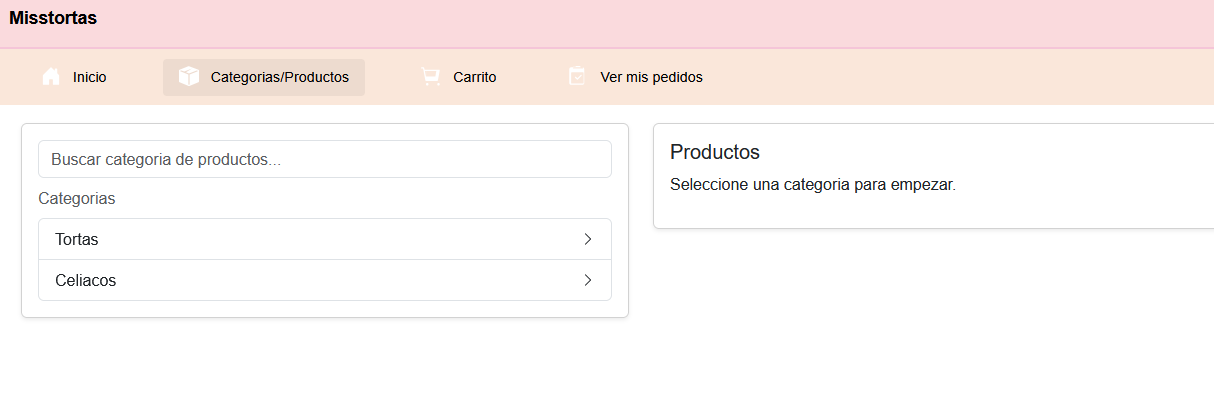 Misstortas
Inicio Categorias/Productos Carrito Ver mis pedidos
Buscar categoria de productos...
Categorias
Tortas
Celiacos
Productos
Seleccione una categoria para empezar.